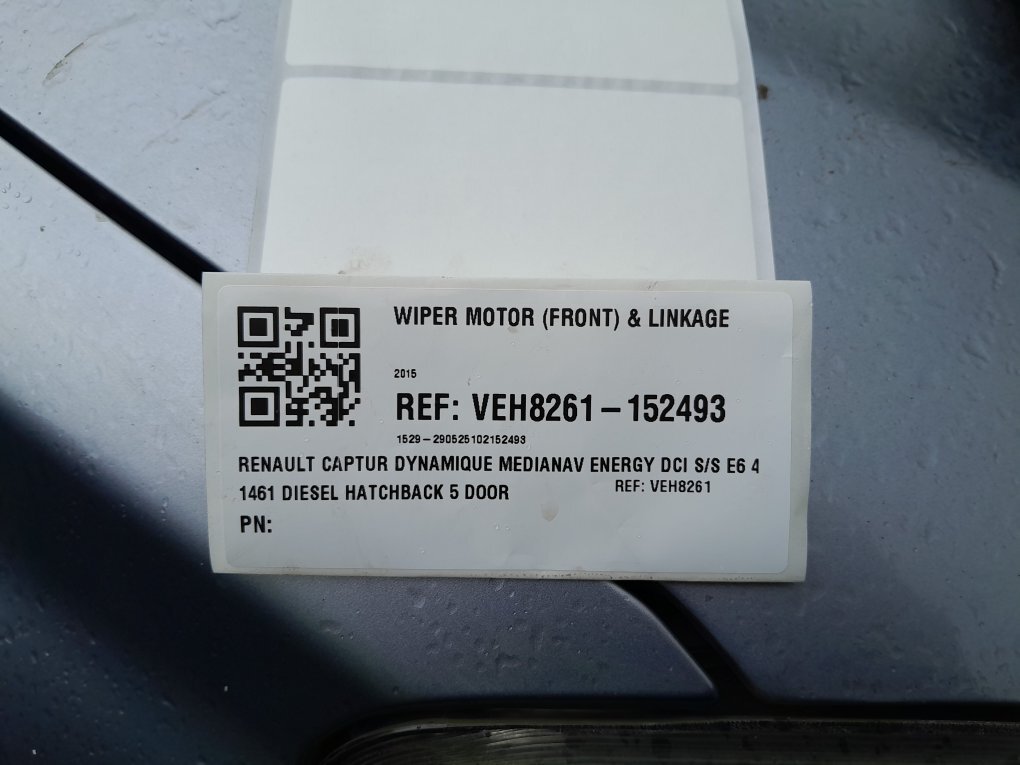 WIPER MOTOR (FRONT) & LINKAGE
2015
REF: VEH8261-152493
1529-290525102152493
RENAULT CAPTUR DYNAMIQUE MEDIANAV ENERGY DCI S/S E6 4
1461 DIESEL HATCHBACK 5 DOOR REF: VEH8261
PN: